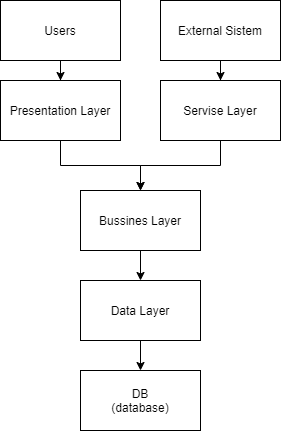 Users
External Sistem
Presentation Layer
Servise Layer
Bussines Layer
Data Layer
DB
(database)